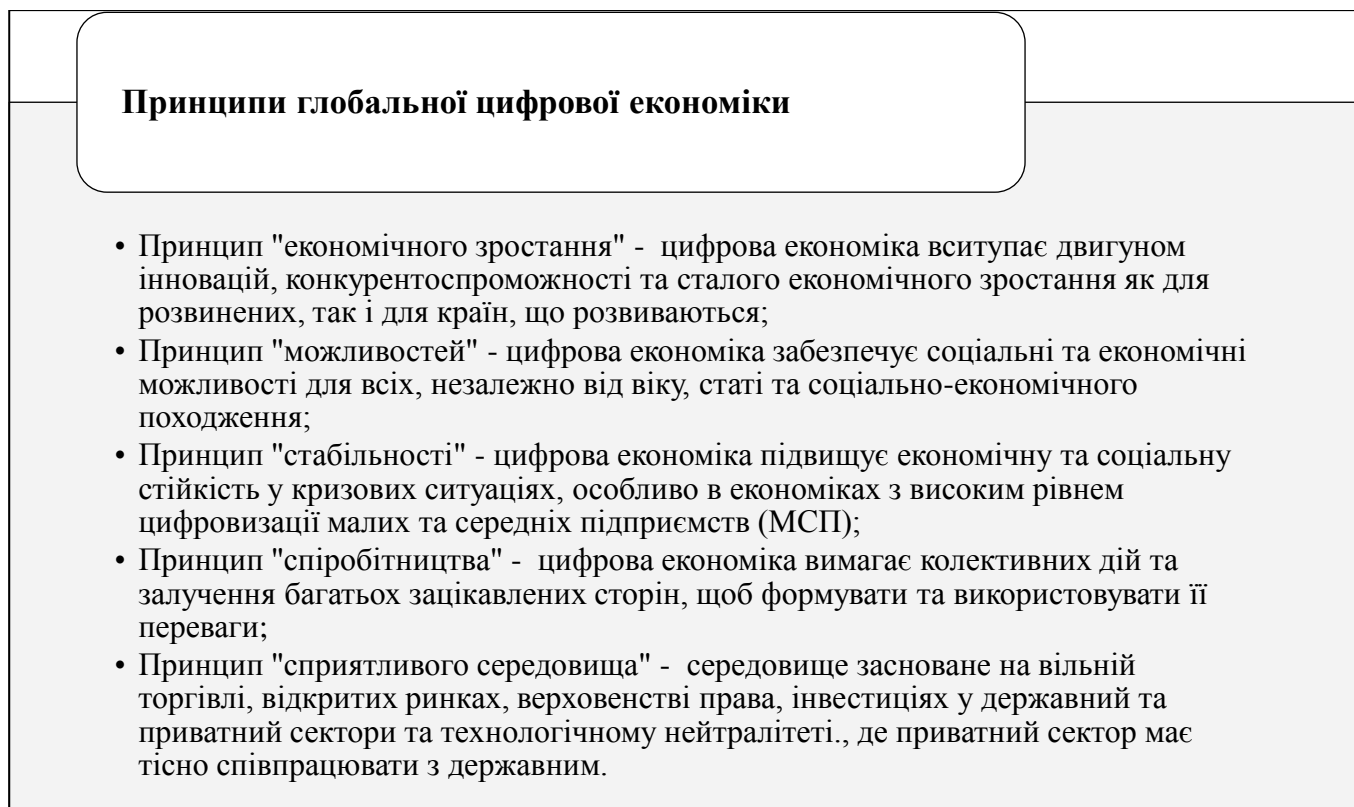 Принципи глобальної цифрової економіки
• Принцип "економічного зростання" -  цифрова економіка вситупає двигуном
інновацій, конкурентоспроможності та сталого економічного зростання як для
розвинених, так і для країн, що розвиваються;
• Принцип "можливостей" - цифрова економіка забезпечує соціальні та економічні
можливості для всіх, незалежно від віку, статі та соціально-економічного
походження;
• Принцип "стабільності" - цифрова економіка підвищує економічну та соціальну
стійкість у кризових ситуаціях, особливо в економіках з високим рівнем
цифровизації малих та середніх підприємств (МСП);
• Принцип "спіробітництва" -  цифрова економіка вимагає колективних дій та
залучення багатьох зацікавлених сторін, щоб формувати та використовувати її
переваги;
• Принцип "сприятливого середовища" -  середовище засноване на вільній
торгівлі, відкритих ринках, верховенстві права, інвестиціях у державний та
приватний сектори та технологічному нейтралітеті., де приватний сектор має
тісно співпрацювати з державним.